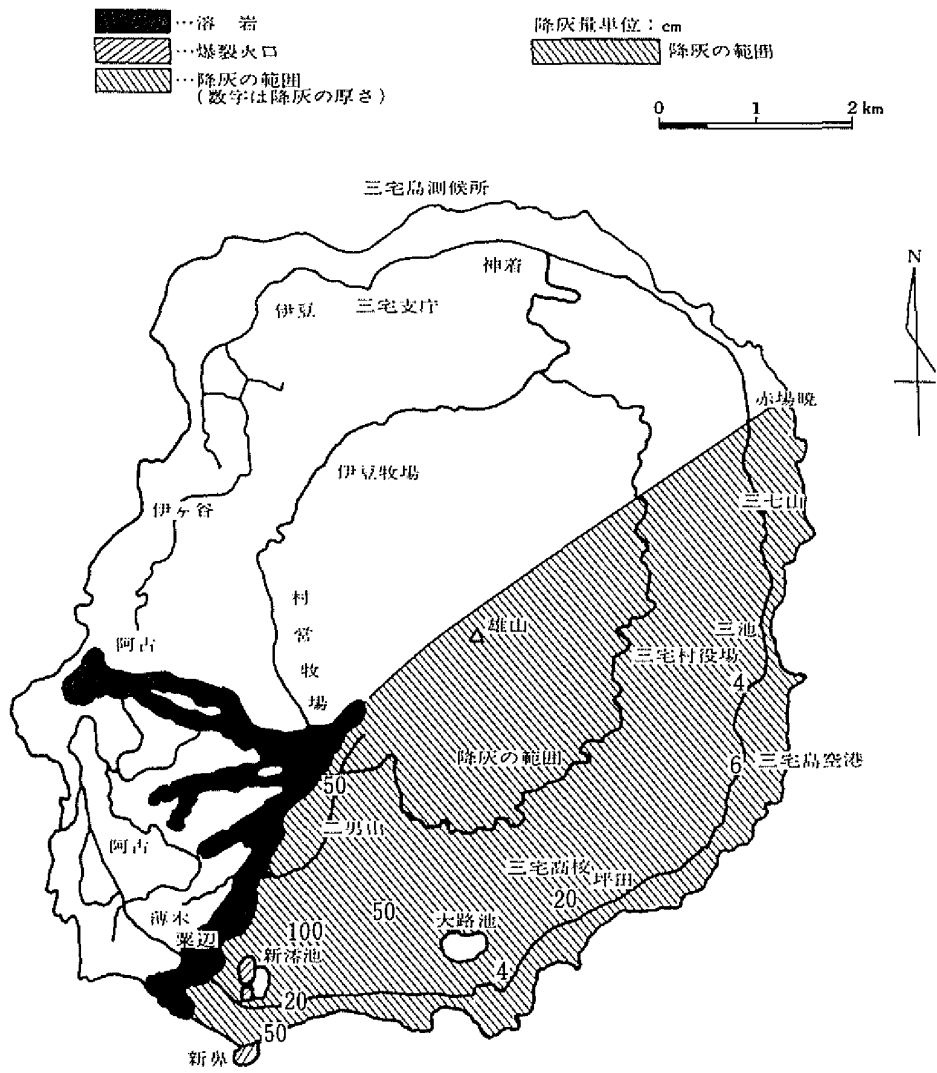 …溶 岩
…爆裂火口
…降灰の範囲
(数字は降灰の厚さ)
降灰量単位：cm
降灰の範囲
0 1 2 km
三宅島測候所
N
神着
伊豆
三宅支庁
赤場暁
伊豆牧場
三七山
伊ヶ谷
村営牧場
雄山
三池
阿古
三宅村役場
4
降灰の範囲
6
三宅島空港
50
二男山
阿古
三宅高校
坪田
20
薄木
50
大路池
粟辺
100
新澪池
4
20
50
新鼻